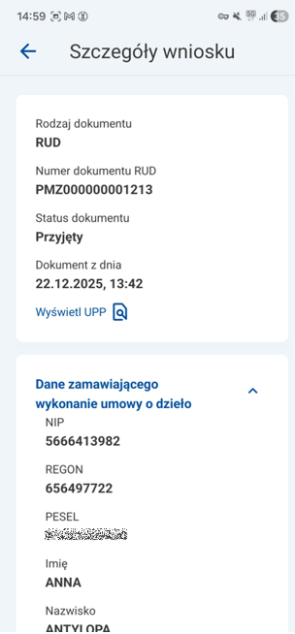 14:59
Szczegóły wniosku
Rodzaj dokumentu
RUD
Numer dokumentu RUD
PMZ000000001213
Status dokumentu
Przyjęty
Dokument z dnia
22.12.2025, 13:42
Wyświetl UPP
Dane zamawiającego
wykonanie umowy o dzieło
NIP
5666413982
REGON
656497722
PESEL
Imię
ANNA
Nazwisko
ANTYLOPA